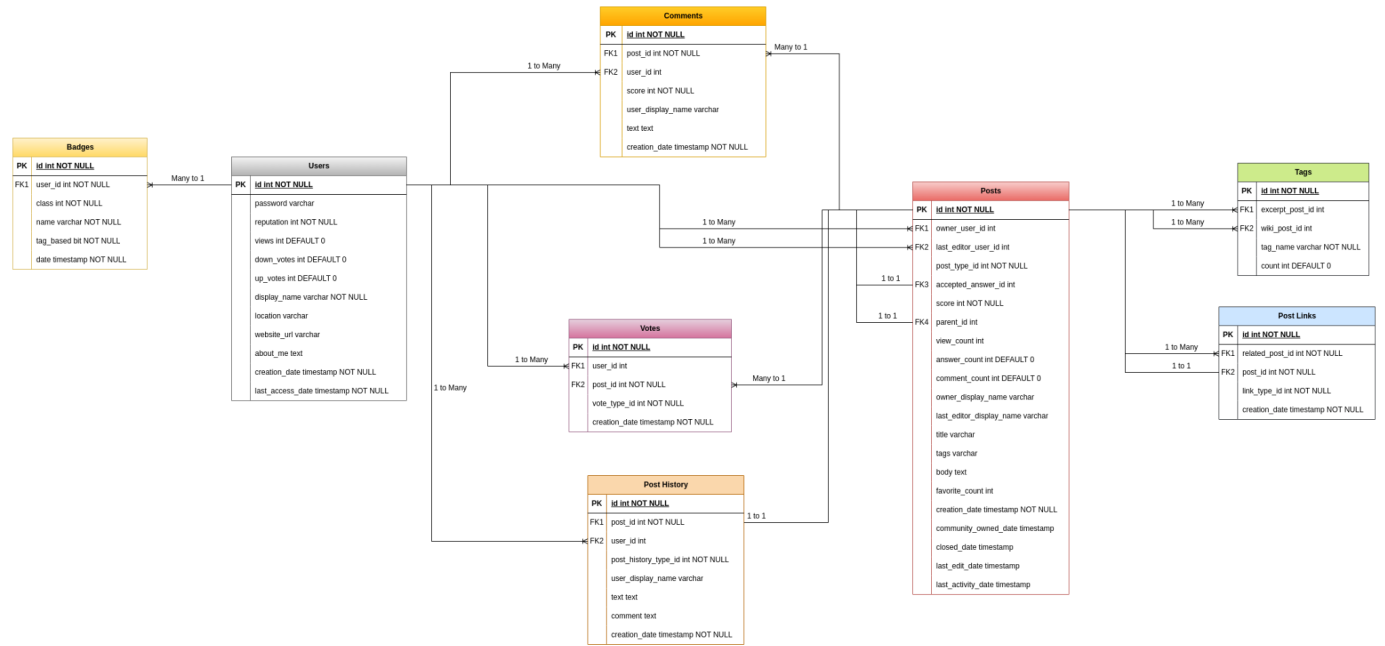 Comments
PK id int NOT NULL
FK1 post_id int NOT NULL
FK2 user_id int
score int NOT NULL
user_display_name varchar
text text
creation_date timestamp NOT NULL
Many to 1
1 to Many
Badges
PK id int NOT NULL
FK1 user_id int NOT NULL
class int NOT NULL
name varchar NOT NULL
tag_based bit NOT NULL
date timestamp NOT NULL
Many to 1
Users
PK id int NOT NULL
password varchar
reputation int NOT NULL
views int DEFAULT 0
down_votes int DEFAULT 0
up_votes int DEFAULT 0
display_name varchar NOT NULL
location varchar
website_url varchar
about_me text
creation_date timestamp NOT NULL
last_access_date timestamp NOT NULL
1 to Many
1 to Many
1 to Many
1 to Many
Votes
PK id int NOT NULL
FK1 user_id int
FK2 post_id int NOT NULL
vote_type_id int NOT NULL
creation_date timestamp NOT NULL
Many to 1
Post History
PK id int NOT NULL
FK1 post_id int NOT NULL
FK2 user_id int
post_history_type_id int NOT NULL
user_display_name varchar
text text
comment text
creation_date timestamp NOT NULL
1 to 1
1 to 1
1 to 1
Posts
PK id int NOT NULL
FK1 owner_user_id int
FK2 last_editor_user_id int
post_type_id int NOT NULL
FK3 accepted_answer_id int
score int NOT NULL
FK4 parent_id int
view_count int
answer_count int DEFAULT 0
comment_count int DEFAULT 0
owner_display_name varchar
last_editor_display_name varchar
title varchar
tags varchar
body text
favorite_count int
creation_date timestamp NOT NULL
community_owned_date timestamp
closed_date timestamp
last_edit_date timestamp
last_activity_date timestamp
1 to Many
1 to Many
Tags
PK id int NOT NULL
FK1 excerpt_post_id int
FK2 wiki_post_id int
tag_name varchar NOT NULL
count int DEFAULT 0
1 to Many
1 to 1
Post Links
PK id int NOT NULL
FK1 related_post_id int NOT NULL
FK2 post_id int NOT NULL
link_type_id int NOT NULL
creation_date timestamp NOT NULL